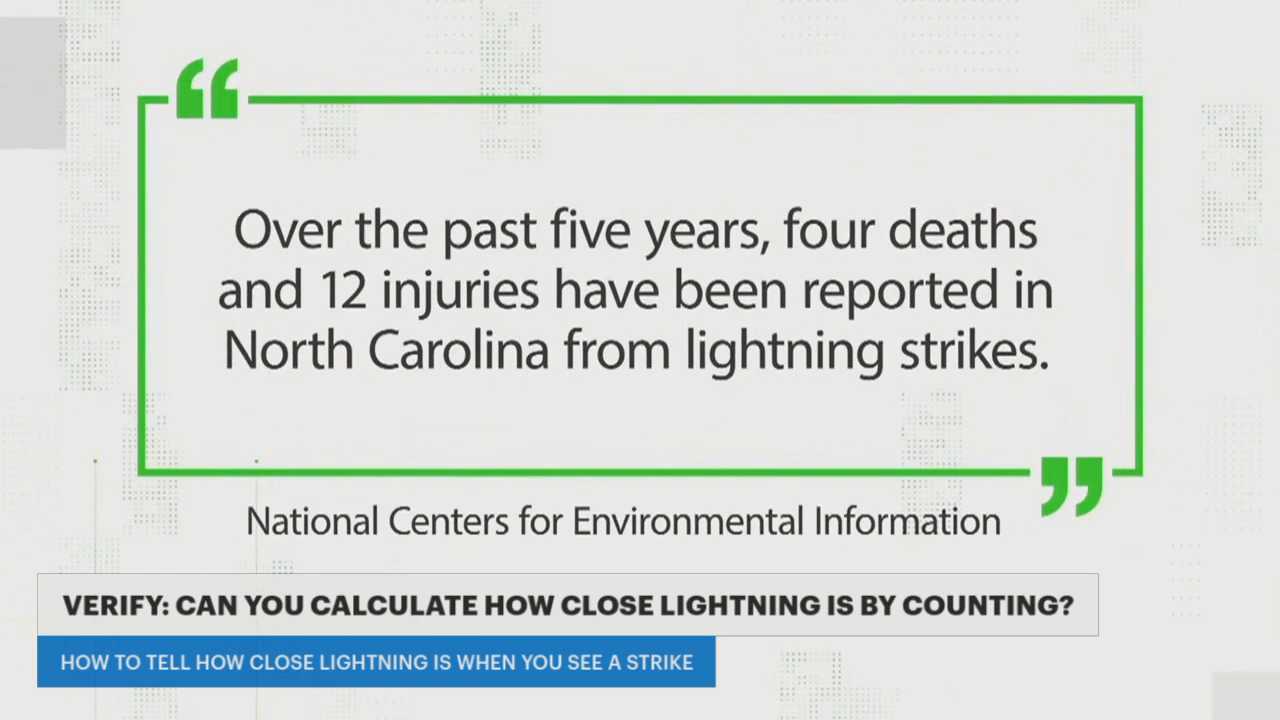 “
Over the past five years, four deaths
and 12 injuries have been reported in
North Carolina from lightning strikes.
”
National Centers for Environmental Information
VERIFY: CAN YOU CALCULATE HOW CLOSE LIGHTNING IS BY COUNTING?
HOW TO TELL HOW CLOSE LIGHTNING IS WHEN YOU SEE A STRIKE